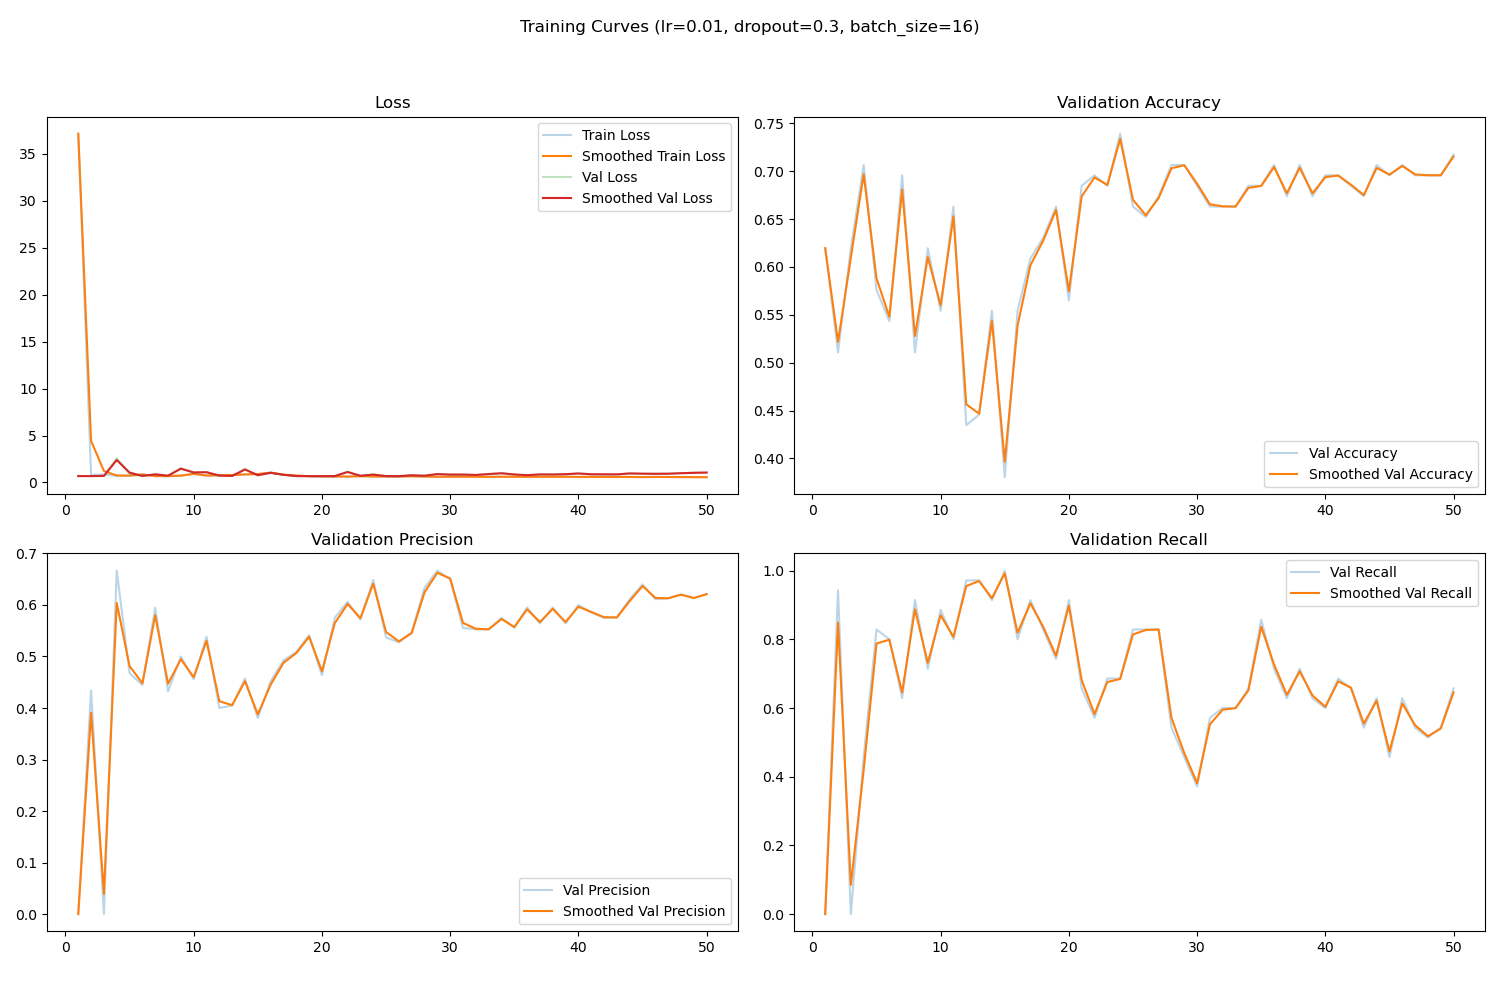 Training Curves (lr=0.01, dropout=0.3, batch_size=16)
Loss
Train Loss
Smoothed Train Loss
Val Loss
Smoothed Val Loss
35
30
25
20
15
10
5
0
0 10 20 30 40 50
Validation Accuracy
0.75
0.70
0.65
0.60
0.55
0.50
0.45
0.40
Val Accuracy
Smoothed Val Accuracy
0 10 20 30 40 50
Validation Precision
0.7
0.6
0.5
0.4
0.3
0.2
0.1
0.0
Val Precision
Smoothed Val Precision
0 10 20 30 40 50
Validation Recall
Val Recall
Smoothed Val Recall
1.0
0.8
0.6
0.4
0.2
0.0
0 10 20 30 40 50